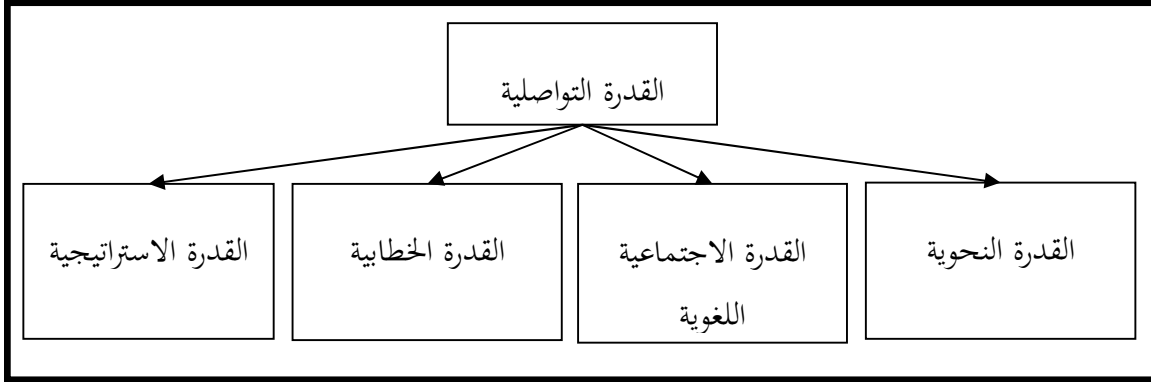 القدرة التواصلية
القدرة النحوية
القدرة الاجتماعية
اللغوية
القدرة الخطابية
القدرة الاستراتيجية